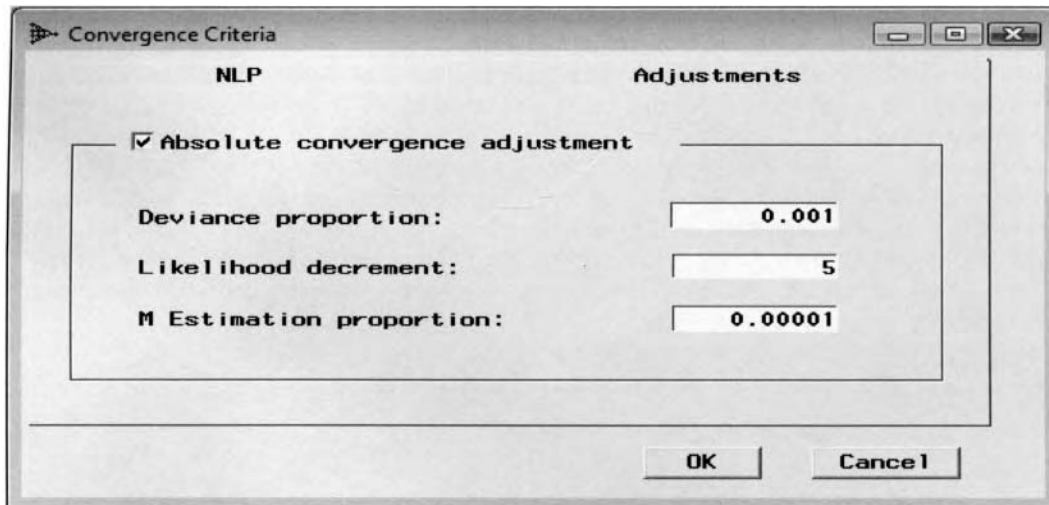 Convergence Criteria
NLP Adjustments
Absolute convergence adjustment
Deviance proportion: 0.001
Likelihood decrement: 5
M Estimation proportion: 0.00001
OK Cancel